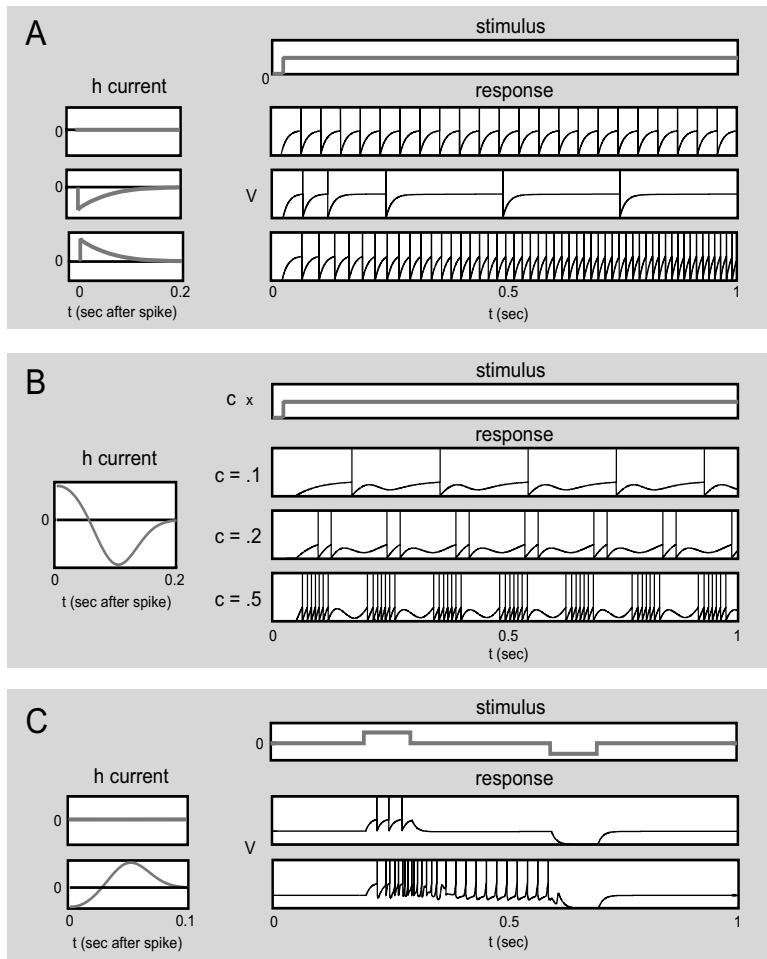 A
stimulus
0
h current
response
0
0
V
0
0 0.2
t (sec after spike)
0 0.5 1
t (sec)
B
stimulus
c x
response
h current
c = .1
0
c = .2
0 0.2
t (sec after spike)
c = .5
0 0.5 1
t (sec)
C
stimulus
0
h current
response
0
V
0
0 0.1
t (sec after spike)
0 0.5 1
t (sec)